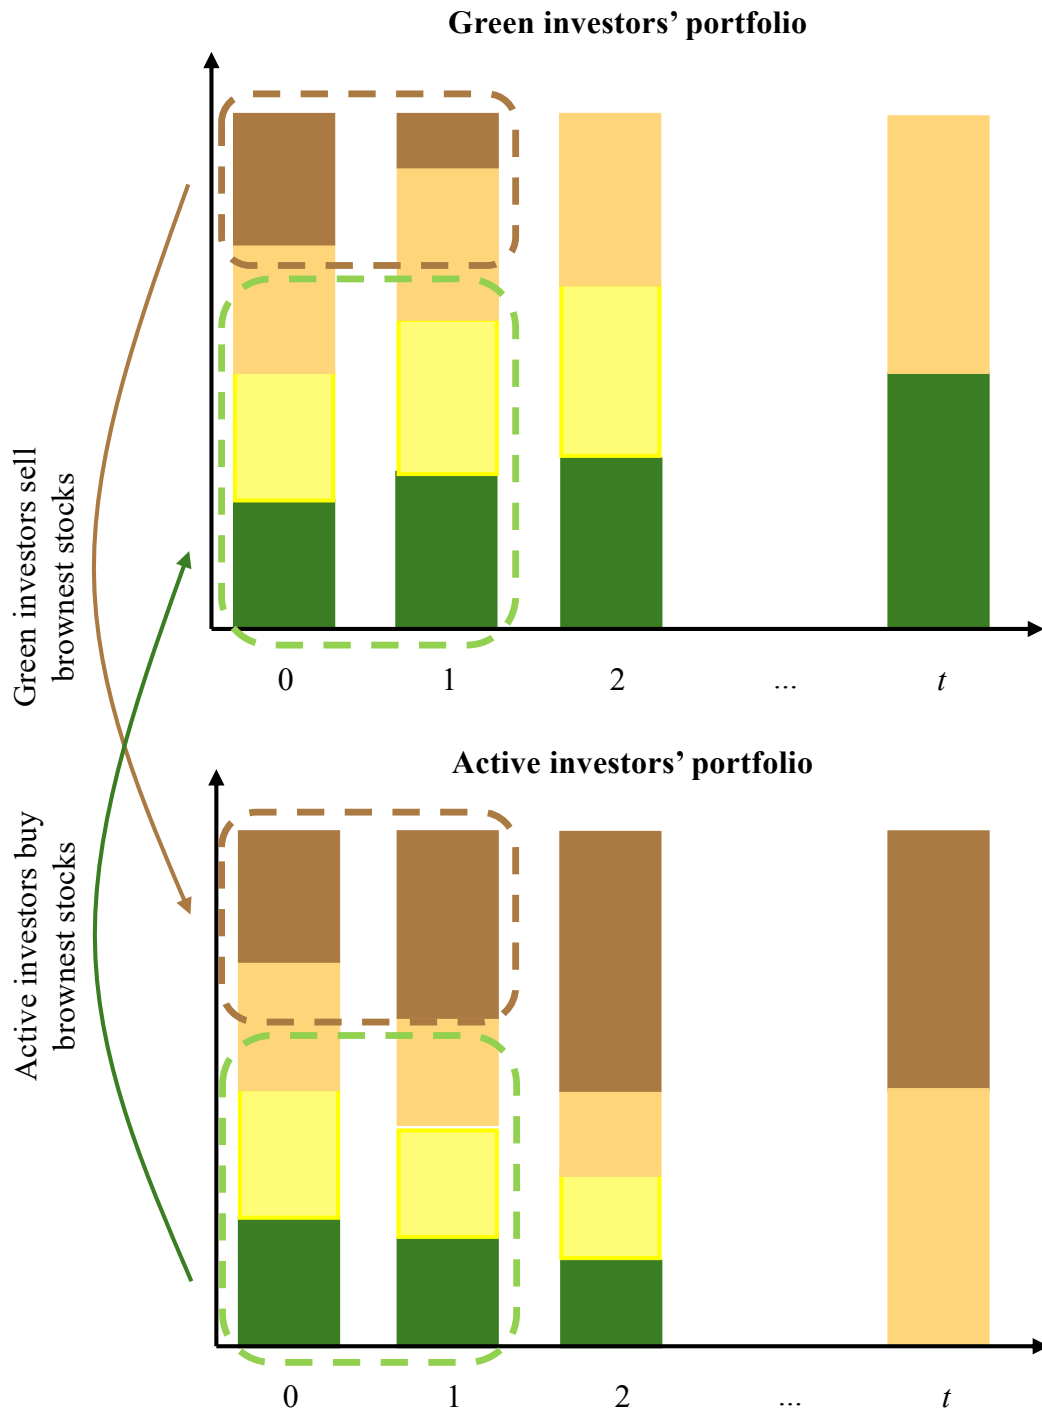 Green investors’ portfolio
Green investors sell
brownest stocks
0 1 2 ... t
Active investors’ portfolio
Active investors buy
brownest stocks
0 1 2 ... t